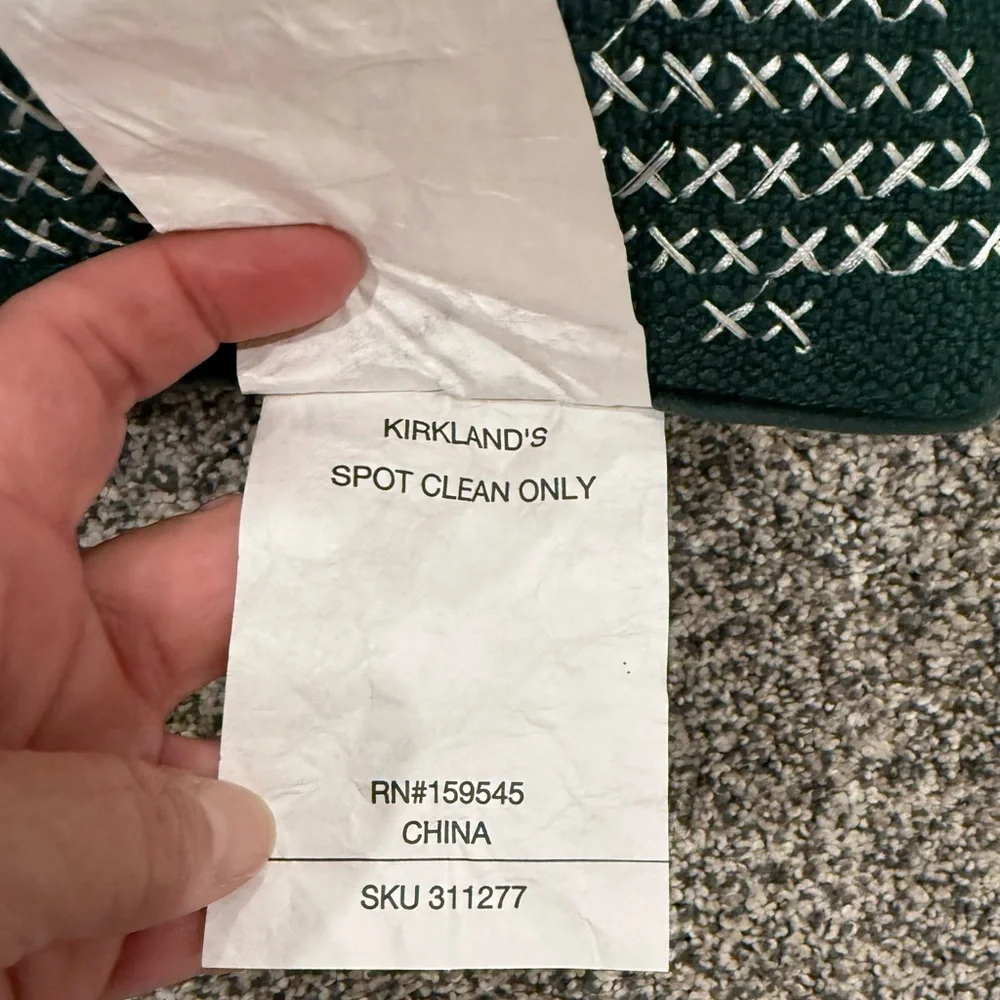 KIRKLAND'S
SPOT CLEAN ONLY
RN#159545
CHINA
SKU 311277